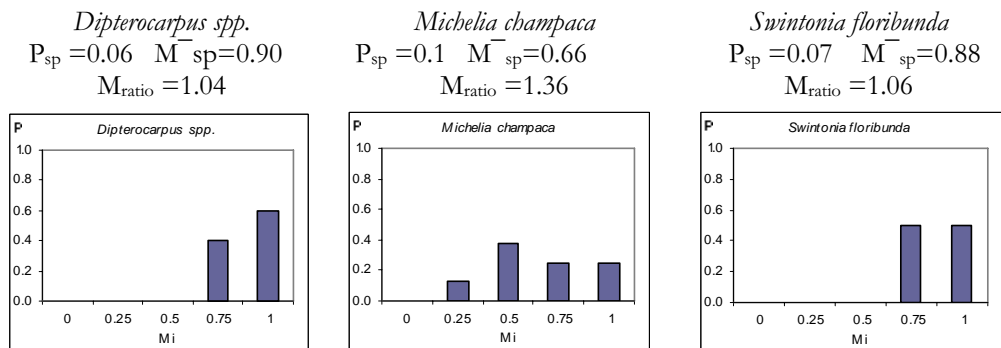 Dipterocarpus spp.
Psp =0.06 M¯sp=0.90
Mratio =1.04
P
Dipterocarpus spp.
1.0
0.8
0.6
0.4
0.2
0.0
0 0.25 0.5 0.75 1
Mi
Michelia champaca
Psp =0.1 M¯sp=0.66
Mratio =1.36
P
Michelia champaca
1.0
0.8
0.6
0.4
0.2
0.0
0 0.25 0.5 0.75 1
Mi
Swintonia floribunda
Psp =0.07 M¯sp=0.88
Mratio =1.06
P
Swintonia floribunda
1.0
0.8
0.6
0.4
0.2
0.0
0 0.25 0.5 0.75 1
Mi